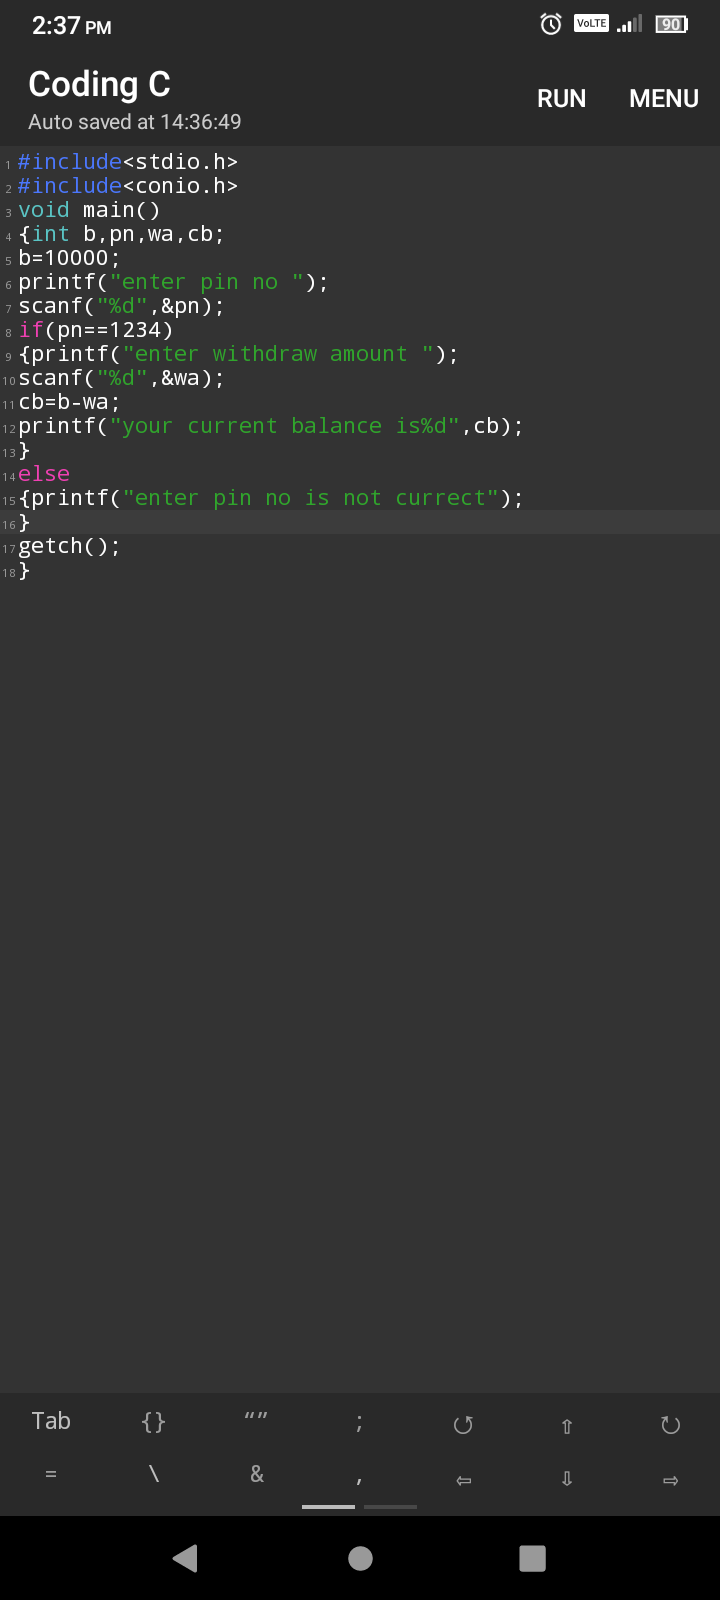 2:37 PM VoLTE 90
Coding C
Auto saved at 14:36:49
RUN MENU
1 #include<stdio.h>
2 #include<conio.h>
3 void main()
4 {int b,pn,wa,cb;
5 b=10000;
6 printf("enter pin no ");
7 scanf("%d",&pn);
8 if(pn==1234)
9 {printf("enter withdraw amount ");
10 scanf("%d",&wa);
11 cb=b-wa;
12 printf("your current balance is%d",cb);
13 }
14 else
15 {printf("enter pin no is not currect");
16 }
17 getch();
18 }
Tab {} “” ; ↺ ⇧ ↻
= \ & , ⇦ ⇩ ⇨